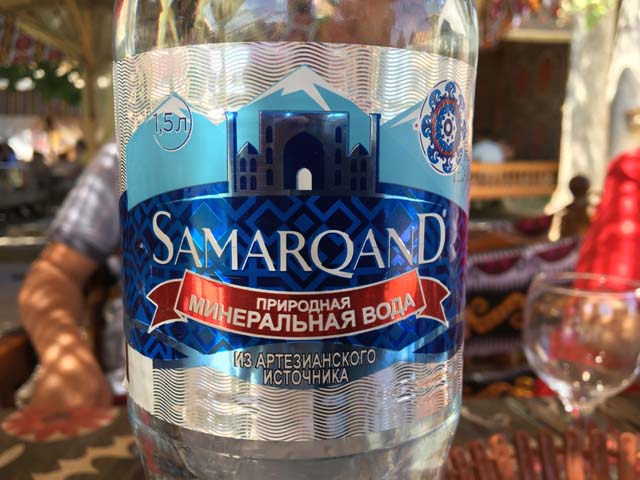 1,5л
SAMARQAND
ПРИРОДНАЯ
МИНЕРАЛЬНАЯ ВОДА
ИЗ АРТЕЗИАНСКОГО
ИСТОЧНИКА